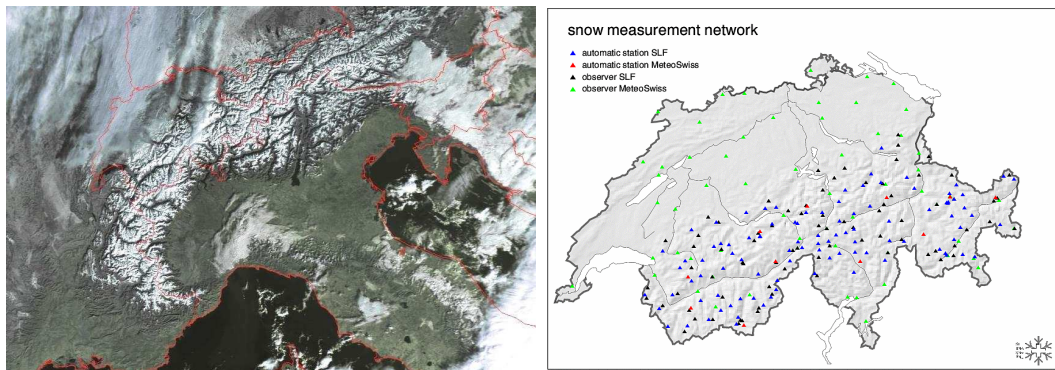 snow measurement network
automatic station SLF
automatic station MeteoSwiss
observer SLF
observer MeteoSwiss